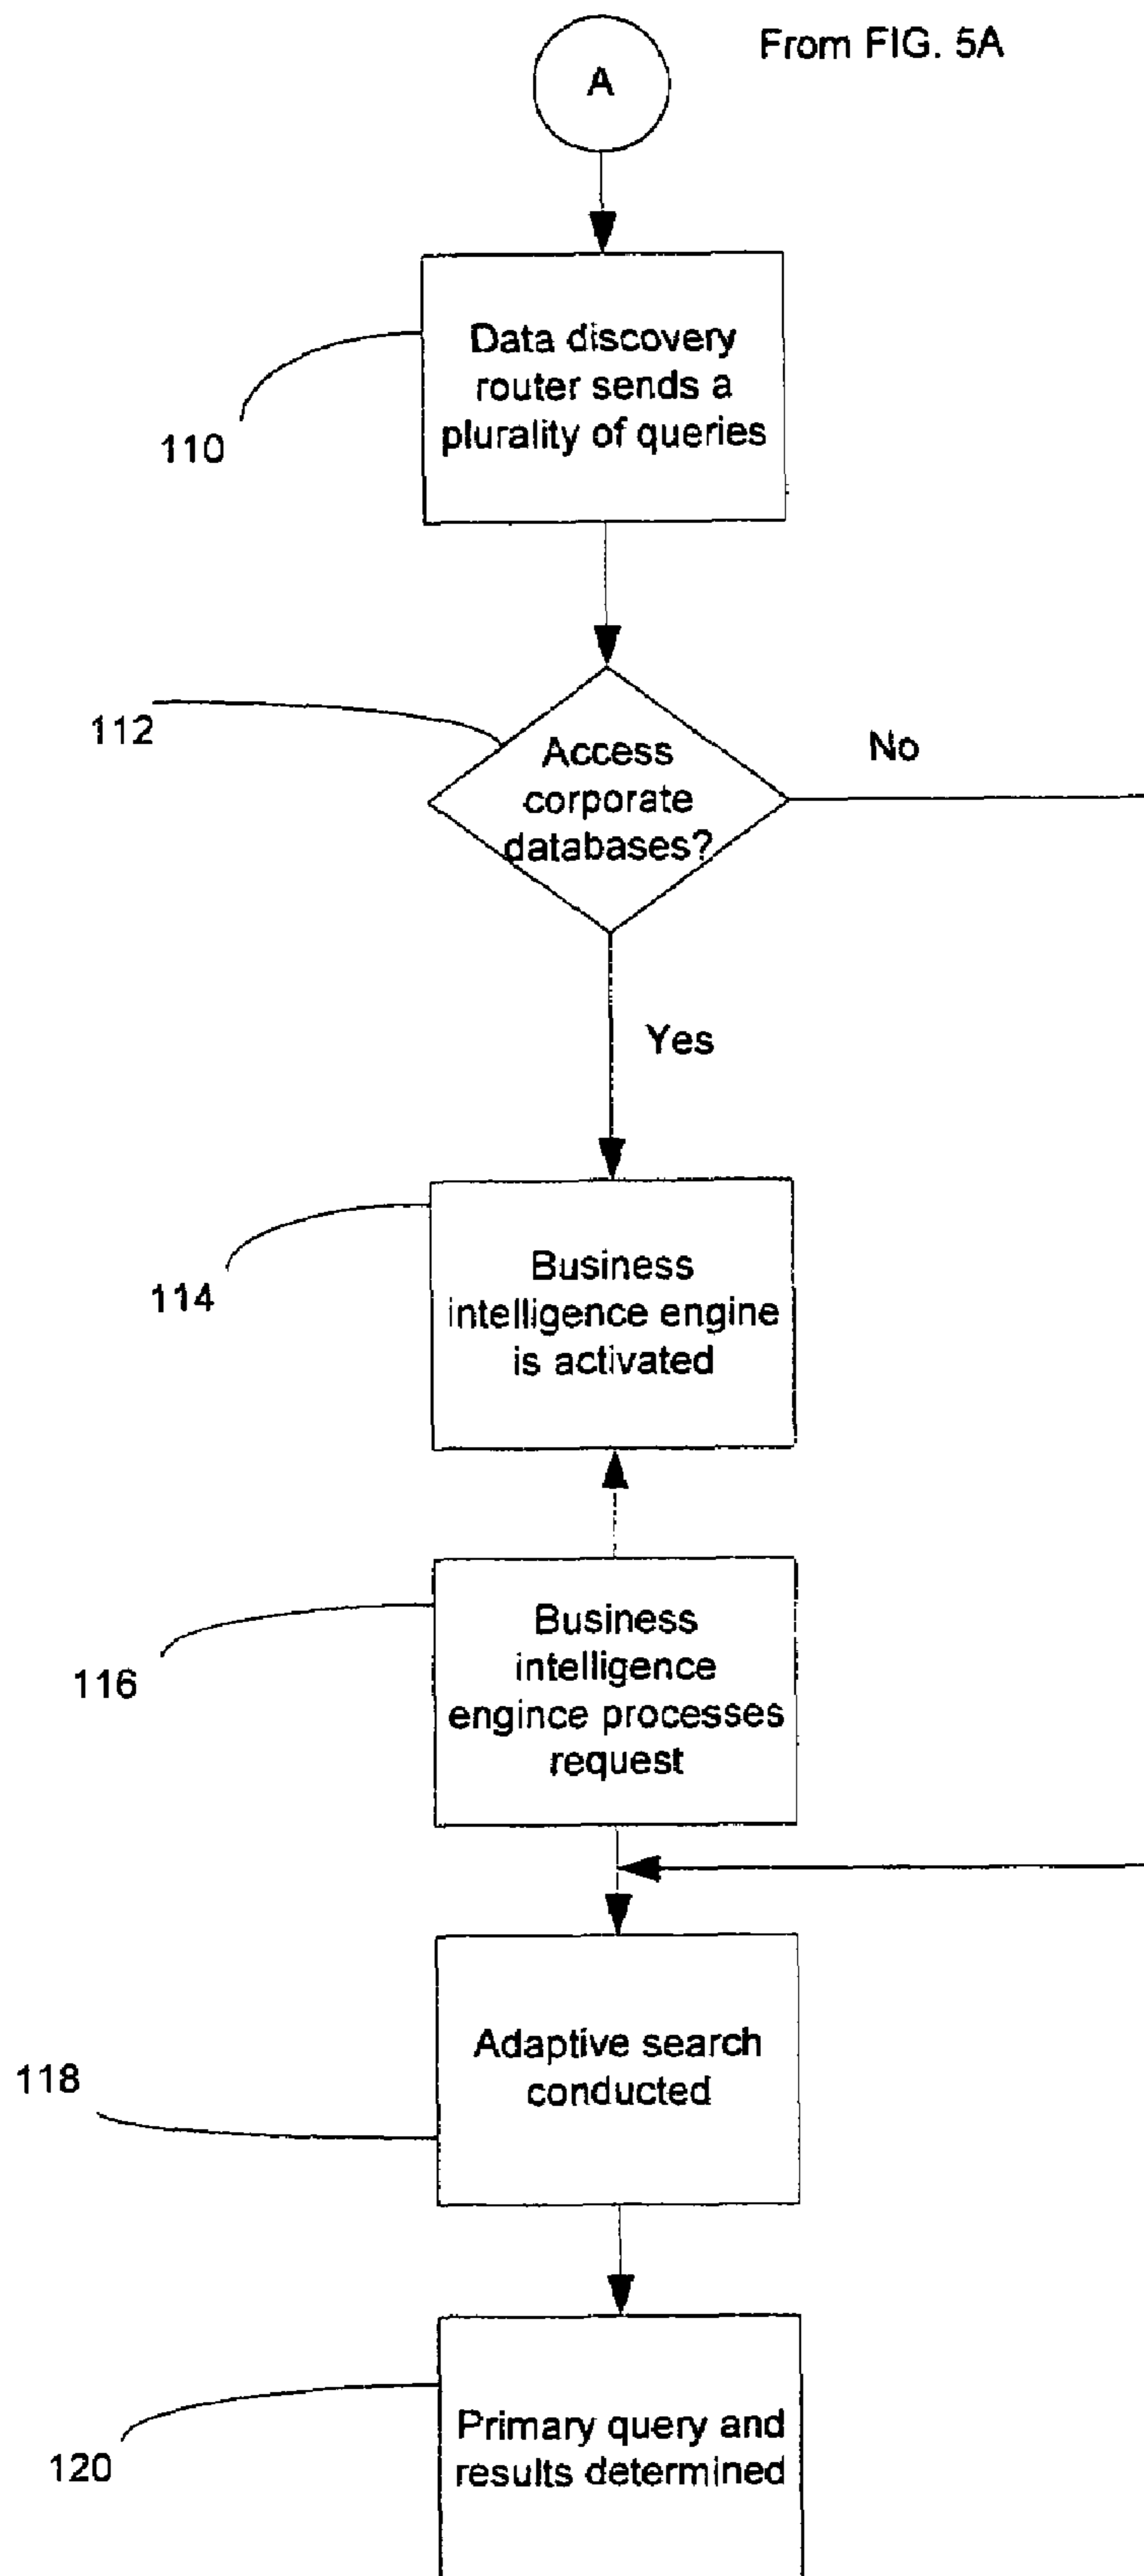 From FIG. 5A
A
Data discovery
router sends a
plurality of queries
110
112
Access
corporate
databases?
No
Yes
Business
intelligence engine
is activated
114
Business
intelligence
engince processes
request
116
Adaptive search
conducted
118
Primary query and
results determined
120